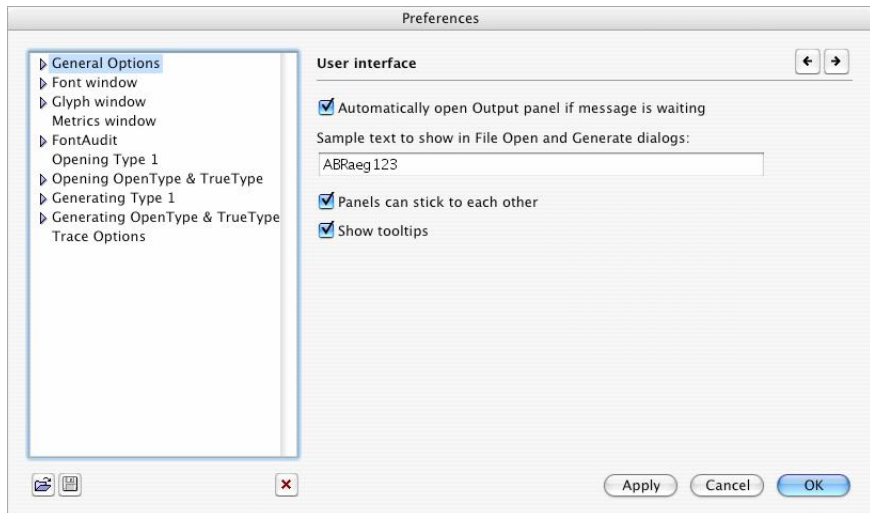 Preferences
General Options
Font window
Glyph window
Metrics window
FontAudit
Opening Type 1
Opening OpenType & TrueType
Generating Type 1
Generating OpenType & TrueType
Trace Options
User interface
Automatically open Output panel if message is waiting
Sample text to show in File Open and Generate dialogs:
ABRaeg123
Panels can stick to each other
Show tooltips
Apply
Cancel
OK